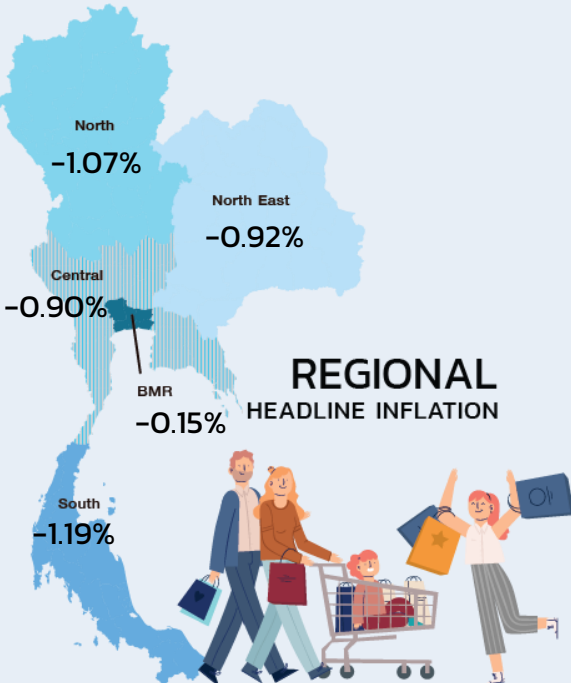 North
-1.07%
North East
-0.92%
Central
-0.90%
REGIONAL
HEADLINE INFLATION
BMR
-0.15%
South
-1.19%